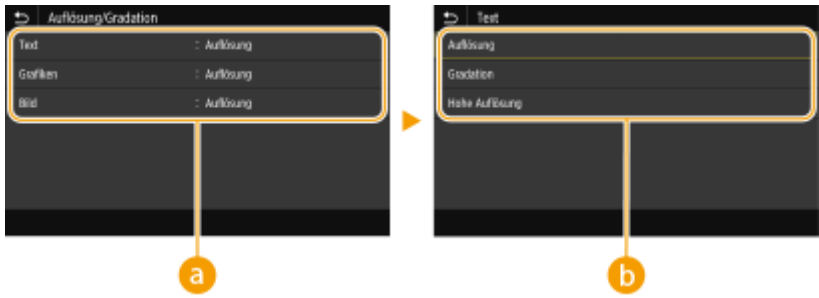 Auflösung/Gradation
Text : Auflösung
Grafiken : Auflösung
Bild : Auflösung
a
Text
Auflösung
Gradation
Hohe Auflösung
b